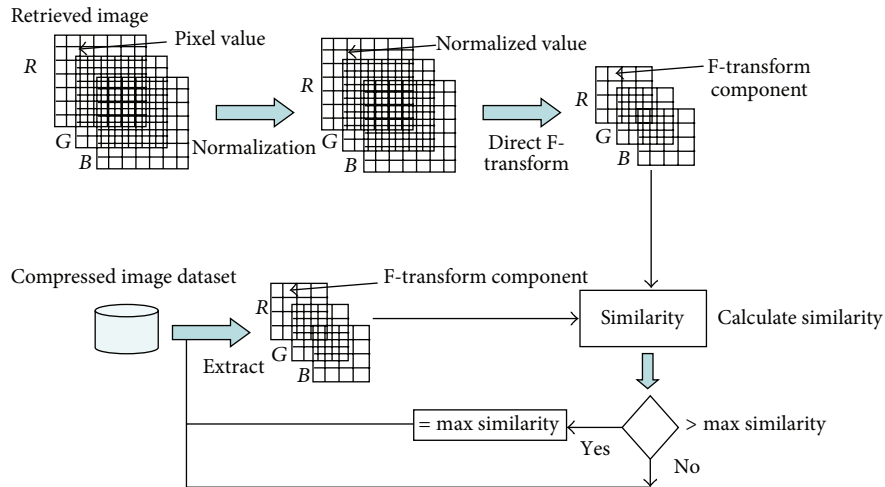 Retrieved image
Pixel value
R
G
B
Normalization
Normalized value
R
G
B
Direct F-
transform
F-transform
component
R
G
B
Compressed image dataset
Extract
F-transform component
R
G
B
Similarity
Calculate similarity
> max similarity
= max similarity
Yes
No